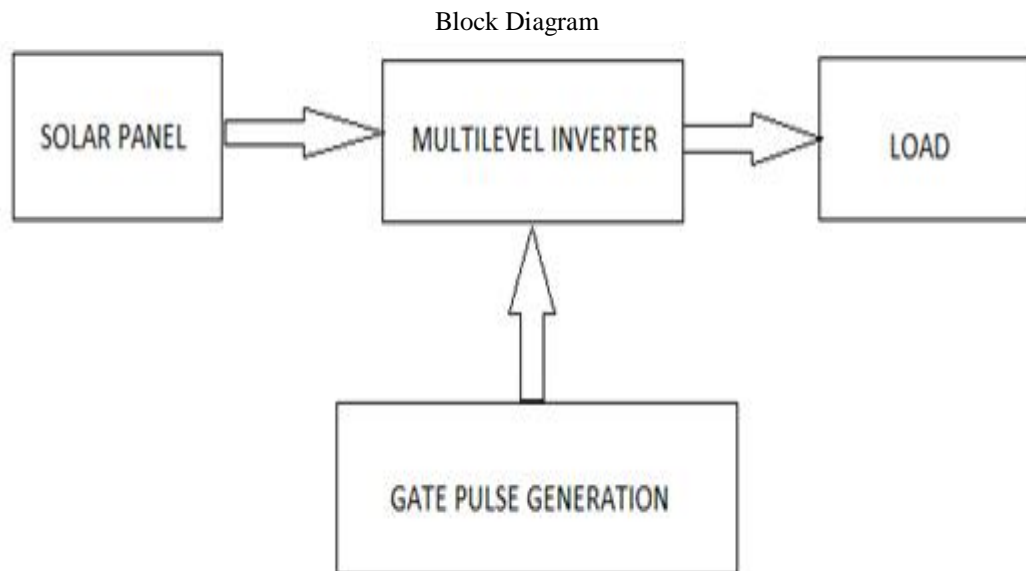 Block Diagram
SOLAR PANEL
MULTILEVEL INVERTER
LOAD
GATE PULSE GENERATION